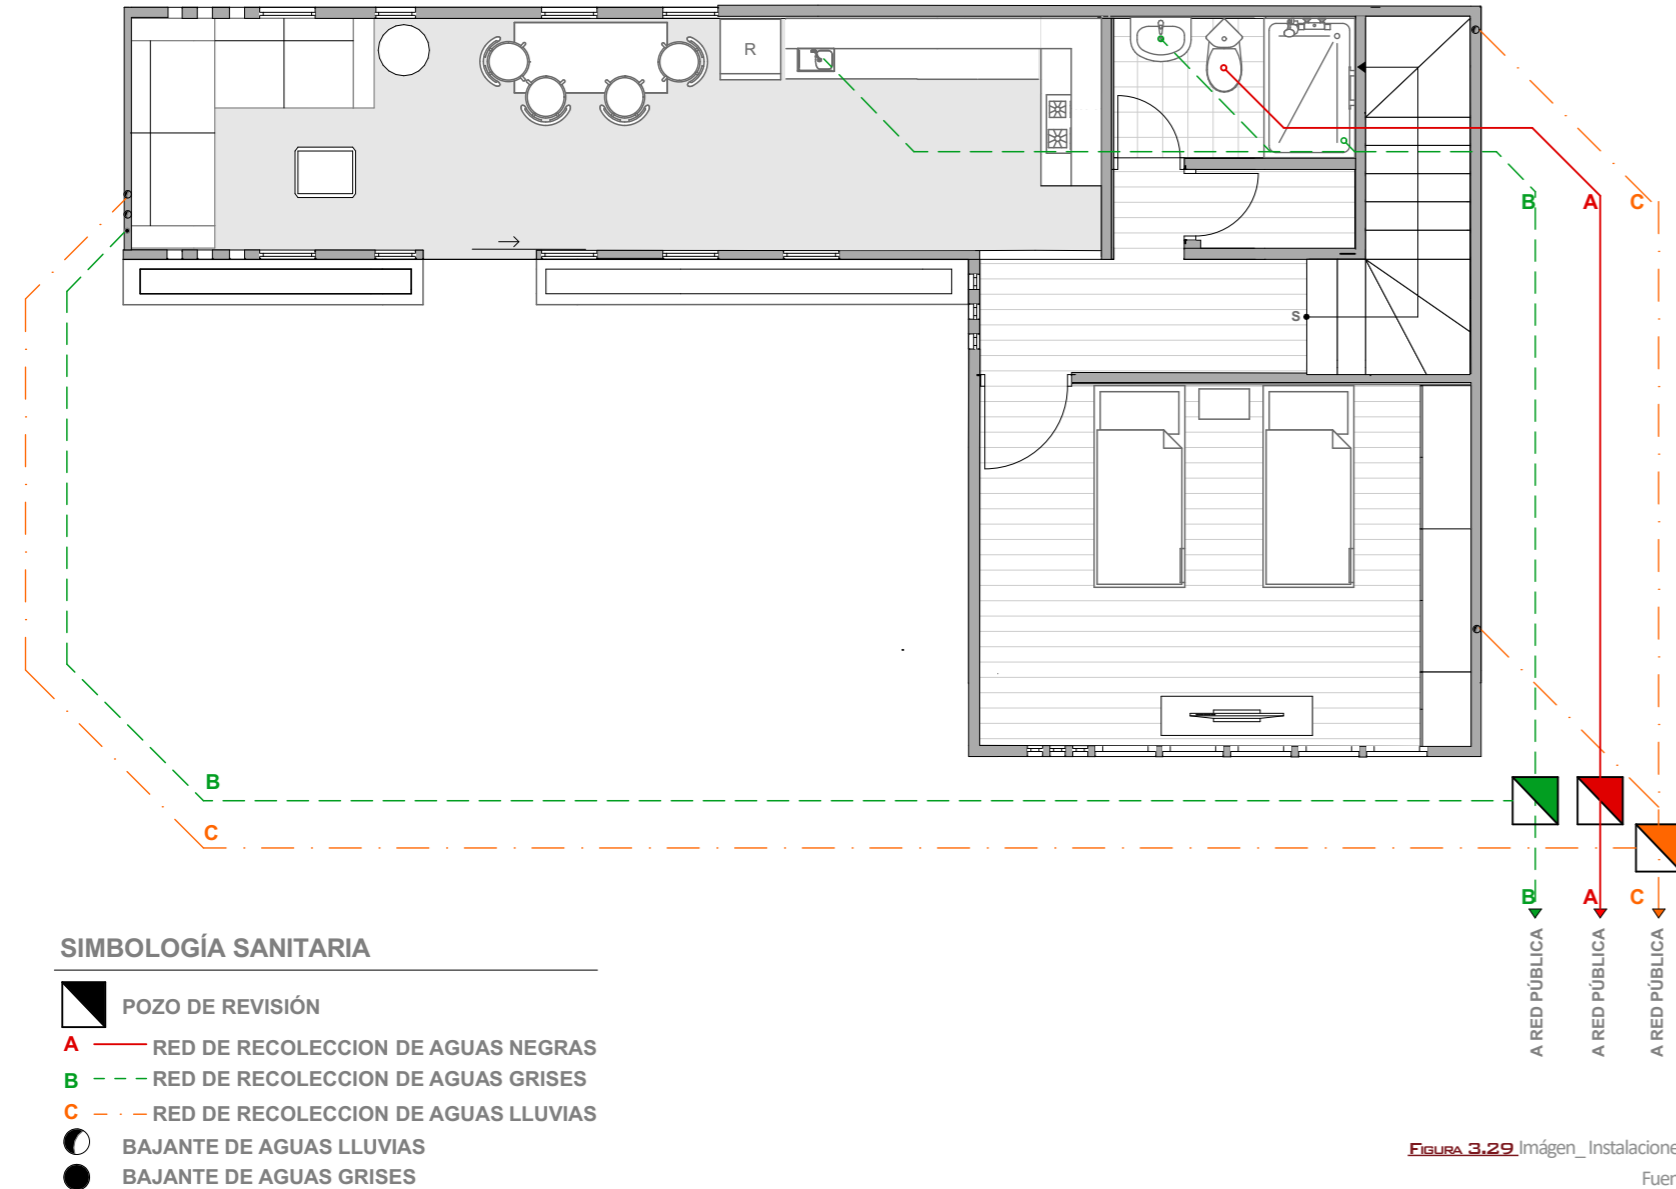 R
B
A
C
S
B
C
B
A
C
A RED PÚBLICA
A RED PÚBLICA
A RED PÚBLICA
SIMBOLOGÍA SANITARIA
POZO DE REVISIÓN
A RED DE RECOLECCION DE AGUAS NEGRAS
B RED DE RECOLECCION DE AGUAS GRISES
C RED DE RECOLECCION DE AGUAS LLUVIAS
BAJANTE DE AGUAS LLUVIAS
BAJANTE DE AGUAS GRISES
FIGURA 3.29 Imágen_ Instalacione
Fuen